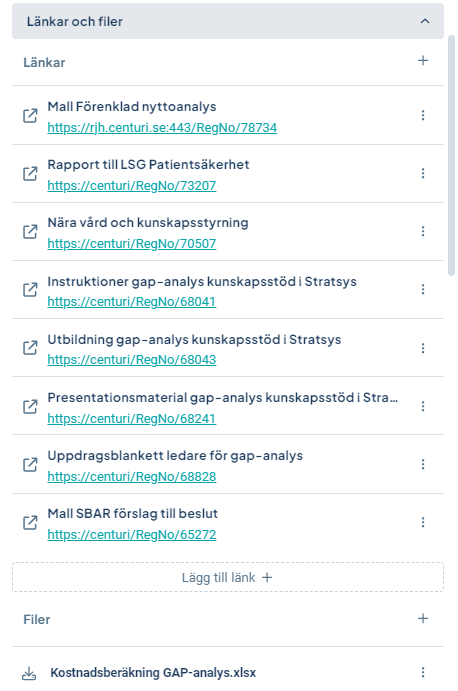 Länkar och filer
Länkar
Mall Förenklad nyttoanalys
https://rjh.centuri.se:443/RegNo/78734
Rapport till LSG Patientsäkerhet
https://centuri/RegNo/73207
Nära vård och kunskapsstyrning
https://centuri/RegNo/70507
Instruktioner gap-analys kunskapsstöd i Stratsys
https://centuri/RegNo/68041
Utbildning gap-analys kunskapsstöd i Stratsys
https://centuri/RegNo/68043
Presentationsmaterial gap-analys kunskapsstöd i Stra...
https://centuri/RegNo/68241
Uppdragsblankett ledare för gap-analys
https://centuri/RegNo/68828
Mall SBAR förslag till beslut
https://centuri/RegNo/65272
Lägg till länk +
Filer
Kostnadsberäkning GAP-analys.xlsx